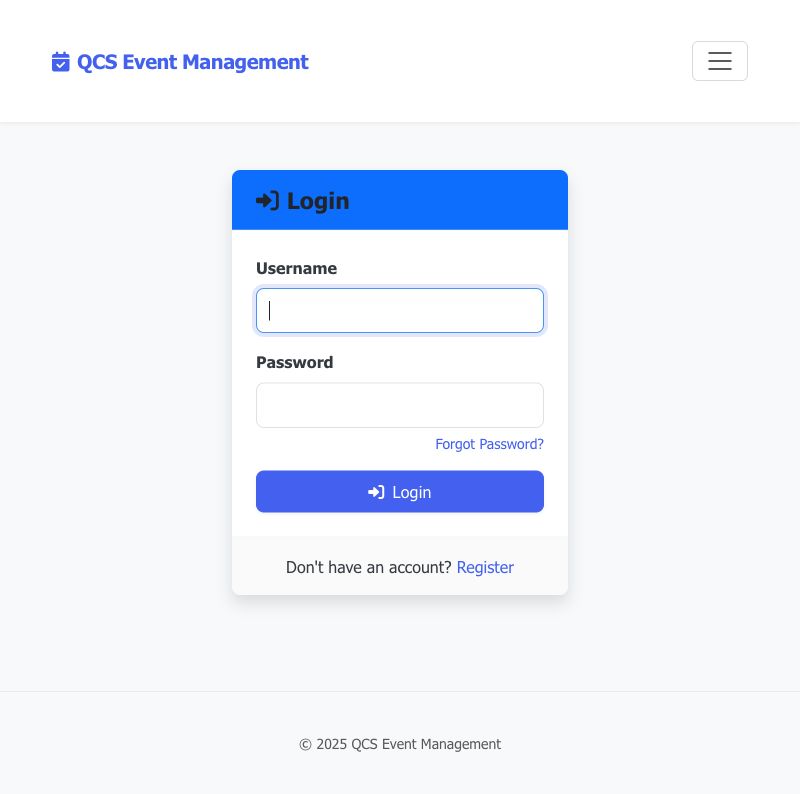 QCS Event Management
Login
Username
Password
Forgot Password?
Login
Don't have an account? Register
© 2025 QCS Event Management